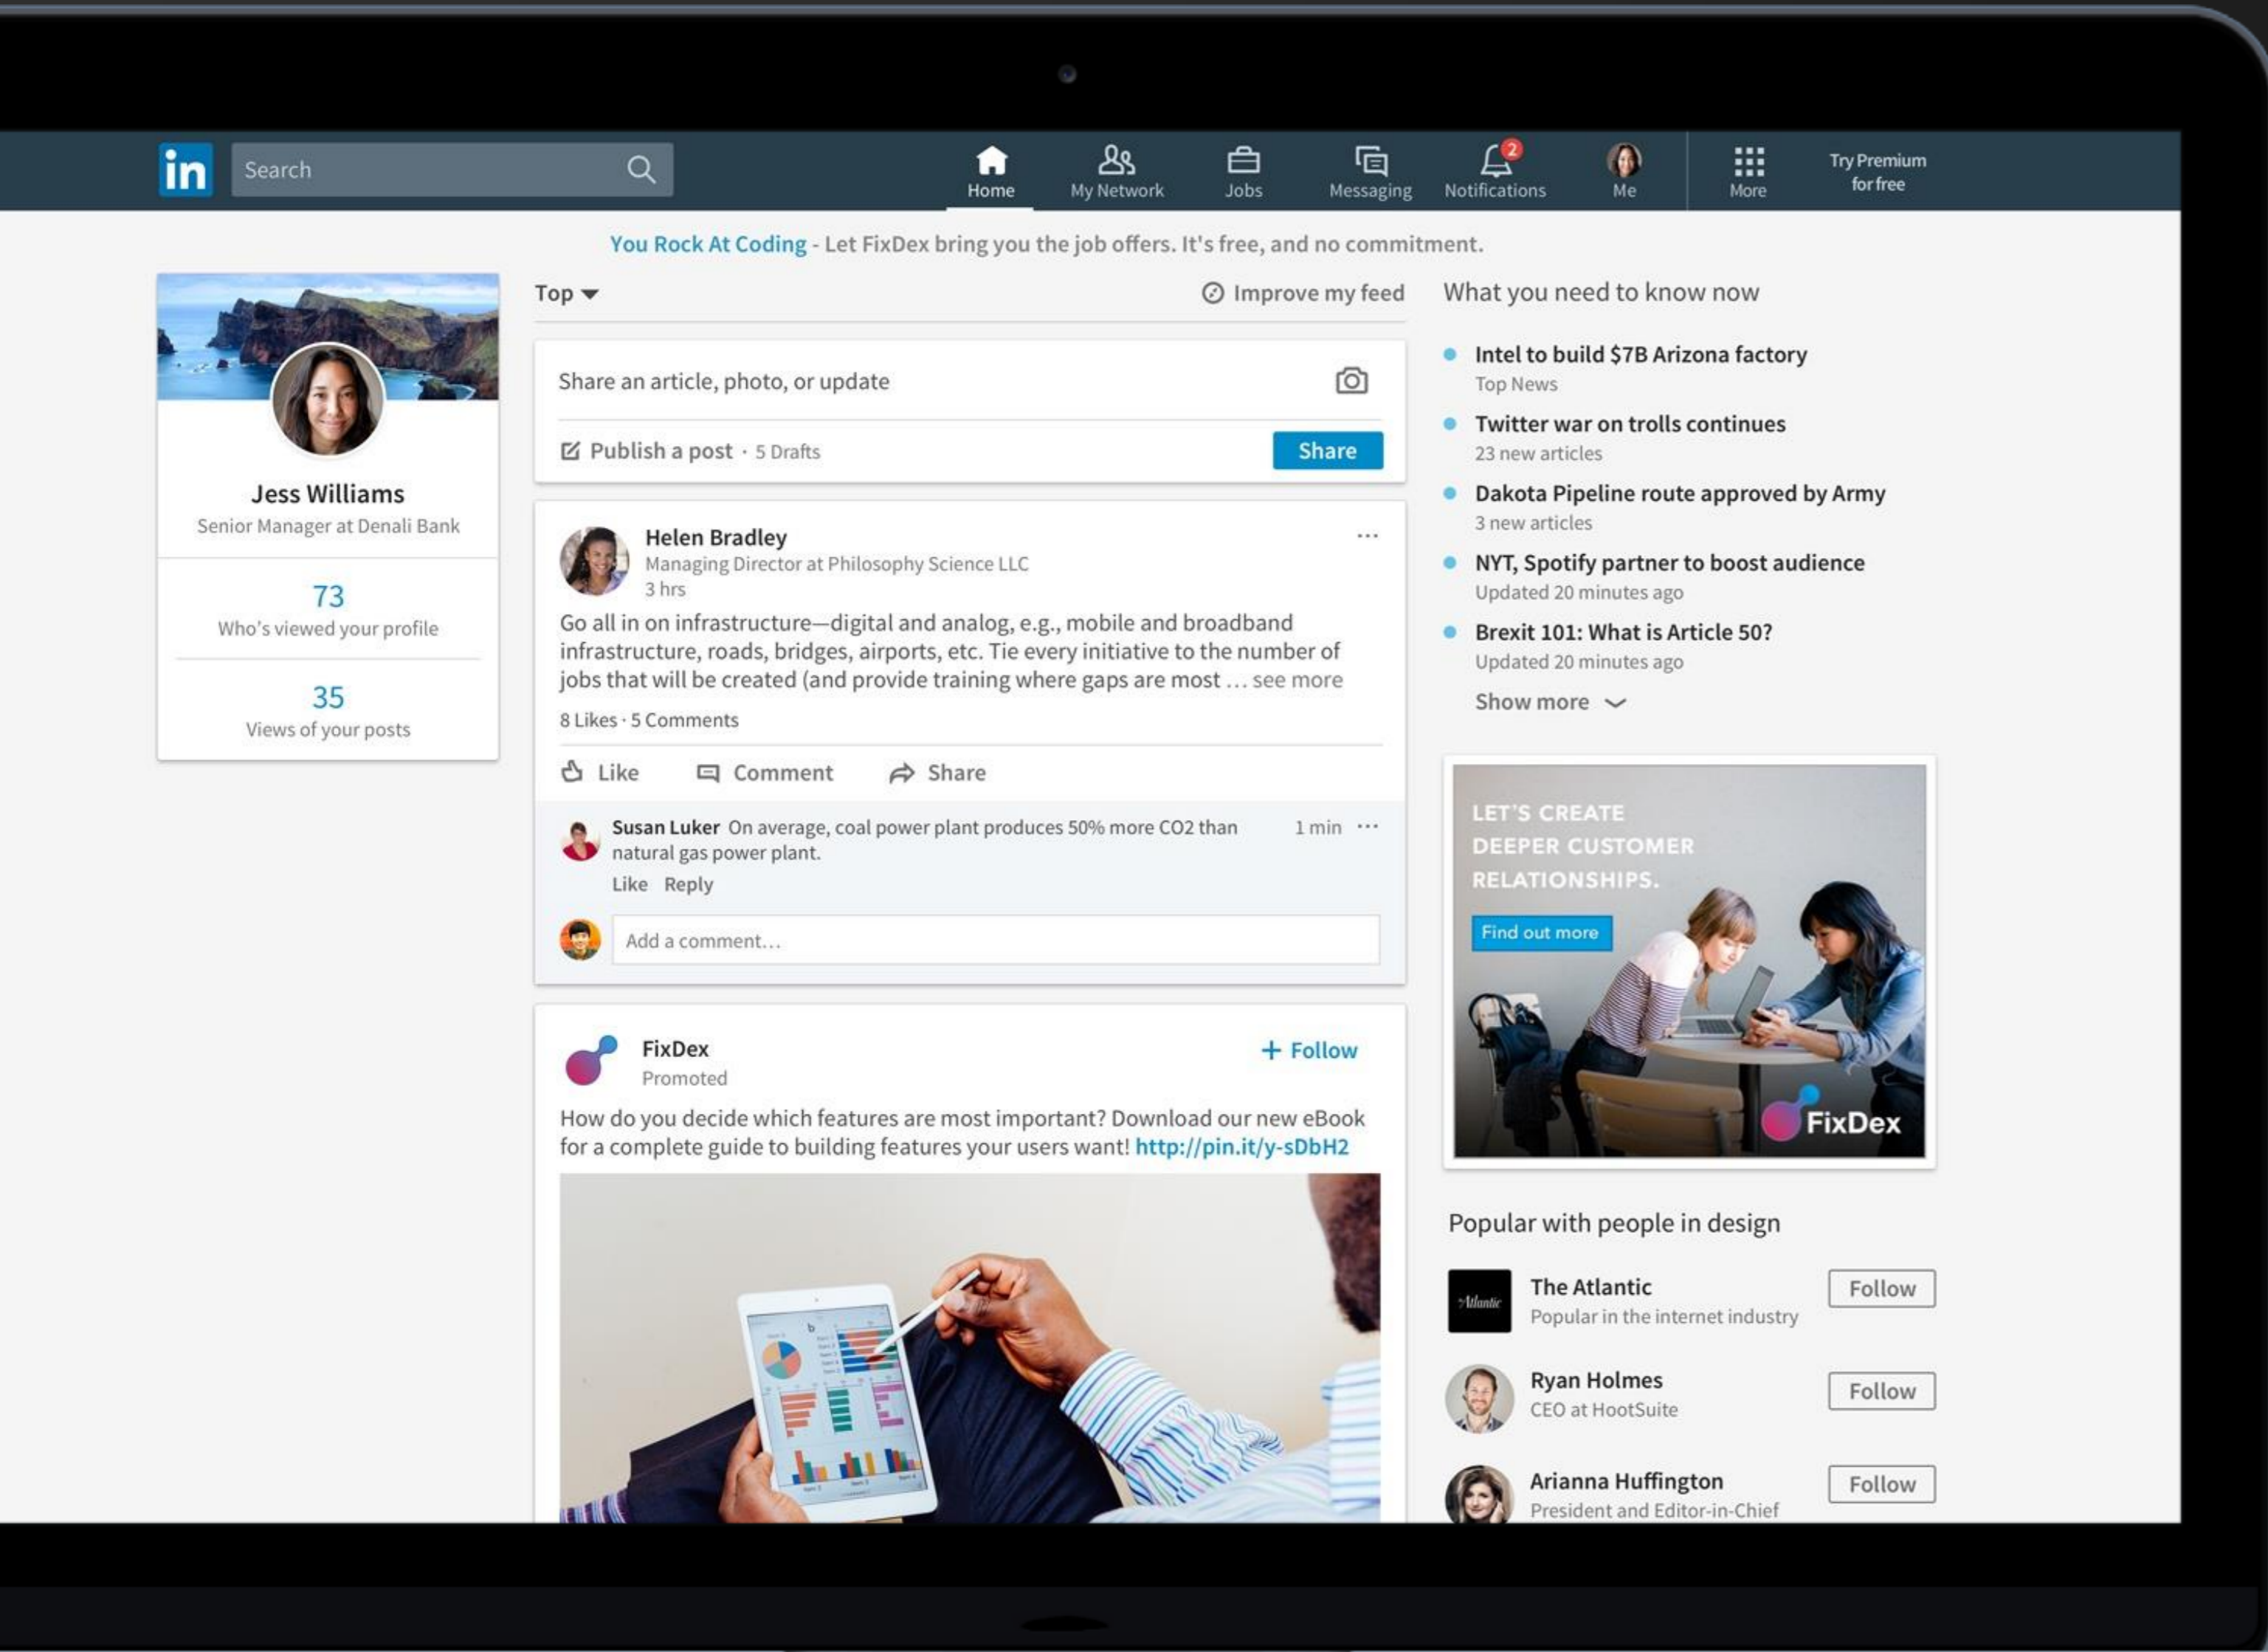 in
Search
Home
My Network
Jobs
Messaging
2
Notifications
Me
More
Try Premium
for free
You Rock At Coding - Let FixDex bring you the job offers. It's free, and no commitment.
Jess Williams
Senior Manager at Denali Bank
73
Who's viewed your profile
35
Views of your posts
Top
Improve my feed
Share an article, photo, or update
Publish a post · 5 Drafts
Share
Helen Bradley
Managing Director at Philosophy Science LLC
3 hrs
Go all in on infrastructure—digital and analog, e.g., mobile and broadband
infrastructure, roads, bridges, airports, etc. Tie every initiative to the number of
jobs that will be created (and provide training where gaps are most ... see more
8 Likes · 5 Comments
Like
Comment
Share
Susan Luker On average, coal power plant produces 50% more CO2 than
1 min
natural gas power plant.
Like Reply
Add a comment...
FixDex
Promoted
+ Follow
How do you decide which features are most important? Download our new eBook
for a complete guide to building features your users want! http://pin.it/y-sDbH2
What you need to know now
Intel to build $7B Arizona factory
Top News
Twitter war on trolls continues
23 new articles
Dakota Pipeline route approved by Army
3 new articles
NYT, Spotify partner to boost audience
Updated 20 minutes ago
Brexit 101: What is Article 50?
Updated 20 minutes ago
Show more
LET'S CREATE
DEEPER CUSTOMER
RELATIONSHIPS.
Find out more
FixDex
Popular with people in design
Atlantic
The Atlantic
Popular in the internet industry
Follow
Ryan Holmes
CEO at HootSuite
Follow
Arianna Huffington
President and Editor-in-Chief
Follow